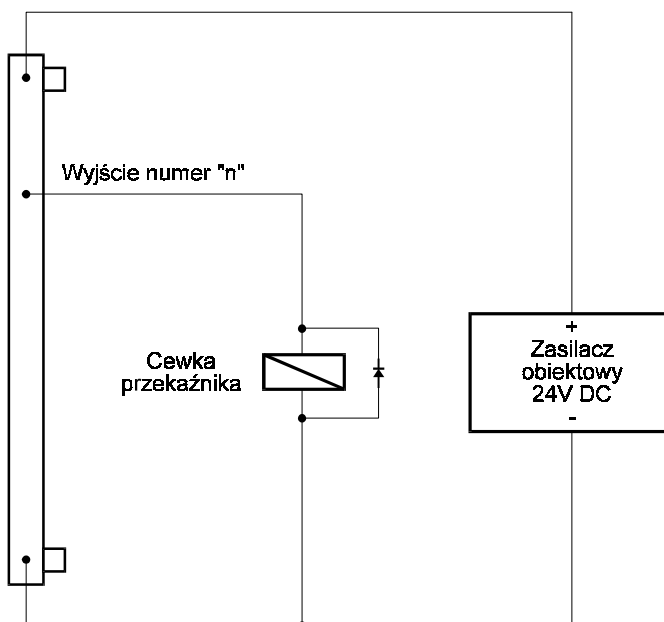 Wyjście numer "n"
+
Zasilacz
obiektowy
24V DC
-
Cewka
przekaźnika